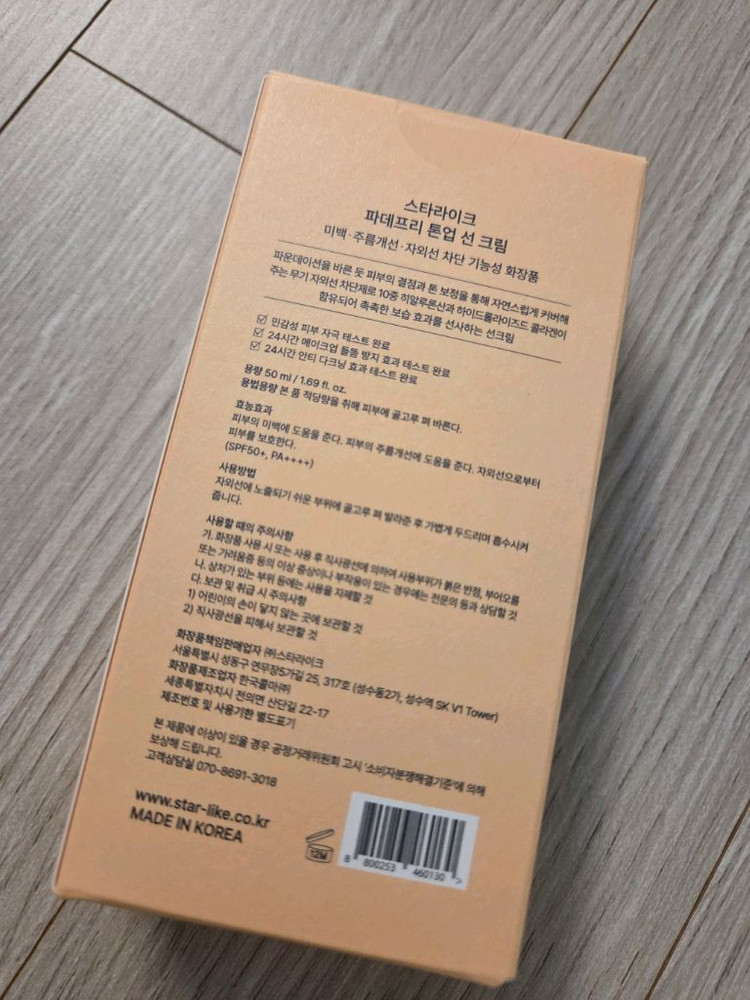 스타라이크
파데프리 톤업 선 크림
미백·주름개선·자외선 차단 기능성 화장품
파운데이션을 바른 듯 피부의 결점과 톤 보정을 통해 자연스럽게 커버해
주는 무기 자외선 차단제로 10중 히알루론산과 하이드롤라이즈드 콜라겐이
함유되어 촉촉한 보습 효과를 선사하는 선크림
☑ 민감성 피부 자극 테스트 완료
☑ 24시간 메이크업 들뜸 방지 효과 테스트 완료
☑ 24시간 안티 다크닝 효과 테스트 완료
용량 50 ml / 1.69 fl. oz.
용법용량 본 품 적당량을 취해 피부에 골고루 펴 바른다.
효능효과
피부의 미백에 도움을 준다. 피부의 주름개선에 도움을 준다. 자외선으로부터
피부를 보호한다.
(SPF50+, PA++++)
사용방법
자외선에 노출되기 쉬운 부위에 골고루 펴 발라준 후 가볍게 두드리며 흡수시켜
줍니다.
사용할 때의 주의사항
가. 화장품 사용 시 또는 사용 후 직사광선에 의하여 사용부위가 붉은 반점, 부어오름
또는 가려움증 등의 이상 증상이나 부작용이 있는 경우에는 전문의 등과 상담할 것
나. 상처가 있는 부위 등에는 사용을 자제할 것
다. 보관 및 취급 시 주의사항
1) 어린이의 손이 닿지 않는 곳에 보관할 것
2) 직사광선을 피해서 보관할 것
화장품책임판매업자 ㈜스타라이크
서울특별시 성동구 연무장5가길 25, 317호 (성수동2가, 성수역 SK V1 Tower)
화장품제조업자 한국콜마㈜
세종특별자치시 전의면 산단길 22-17
제조번호 및 사용기한 별도표기
본 제품에 이상이 있을 경우 공정거래위원회 고시 '소비자분쟁해결기준'에 의해
보상해 드립니다.
고객상담실 070-8691-3018
www.star-like.co.kr
MADE IN KOREA
12M
8 800253 460130 >